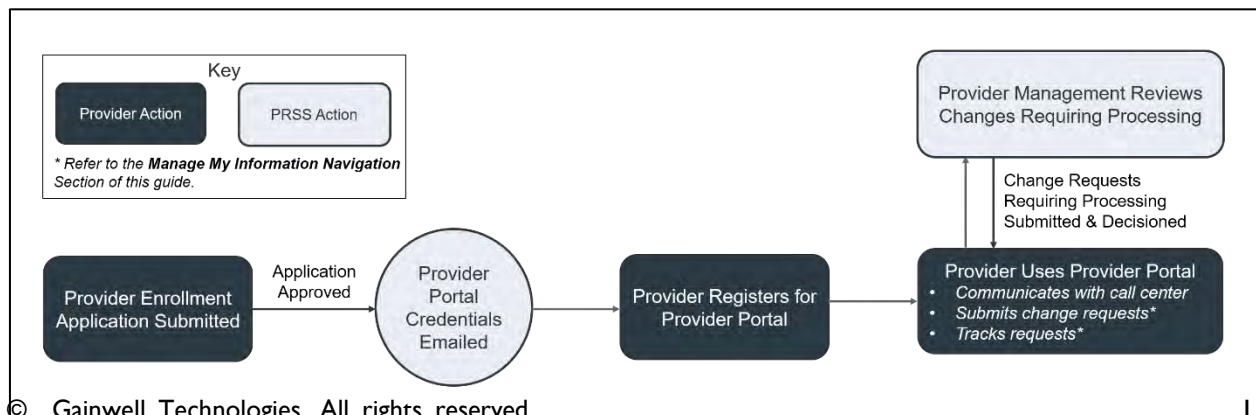 Key
Provider Action
PRSS Action
* Refer to the Manage My Information Navigation
Section of this guide.
Provider Enrollment
Application Submitted
Application
Approved
Provider
Portal
Credentials
Emailed
Provider Registers for
Provider Portal
Provider Management Reviews
Changes Requiring Processing
Change Requests
Requiring Processing
Submitted & Decisioned
Provider Uses Provider Portal
• Communicates with call center
• Submits change requests*
• Tracks requests*
© Gainwell Technologies. All rights reserved